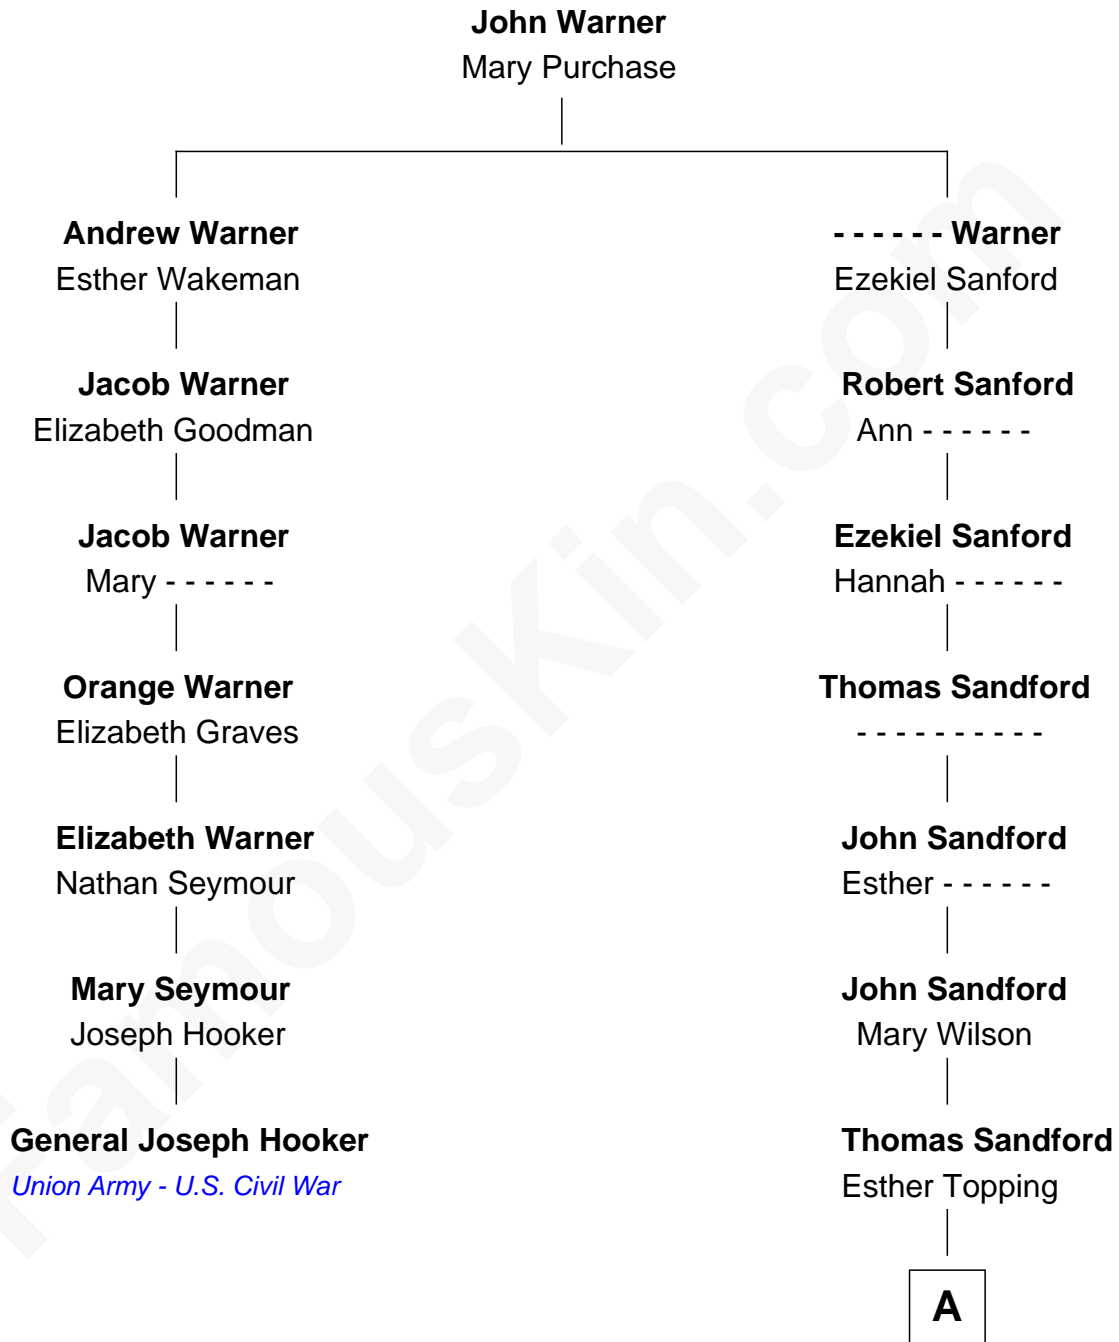 John Warner
Mary Purchase
Andrew Warner
Esther Wakeman
- - - - - - Warner
Ezekiel Sanford
Jacob Warner
Elizabeth Goodman
Robert Sanford
Ann - - - - - -
Jacob Warner
Mary - - - - - -
Ezekiel Sanford
Hannah - - - - - -
Orange Warner
Elizabeth Graves
Thomas Sandford
- - - - - - - - - -
Elizabeth Warner
Nathan Seymour
John Sandford
Esther - - - - - -
Mary Seymour
Joseph Hooker
John Sandford
Mary Wilson
General Joseph Hooker
Union Army - U.S. Civil War
Thomas Sandford
Esther Topping
A
FamousKin.com